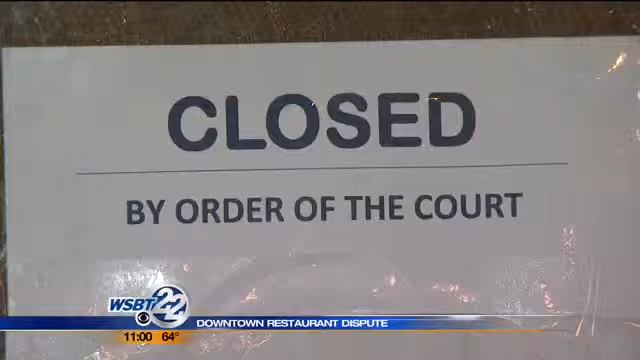 CLOSED
BY ORDER OF THE COURT
WSBT 22
DOWNTOWN RESTAURANT DISPUTE
11:00 64°